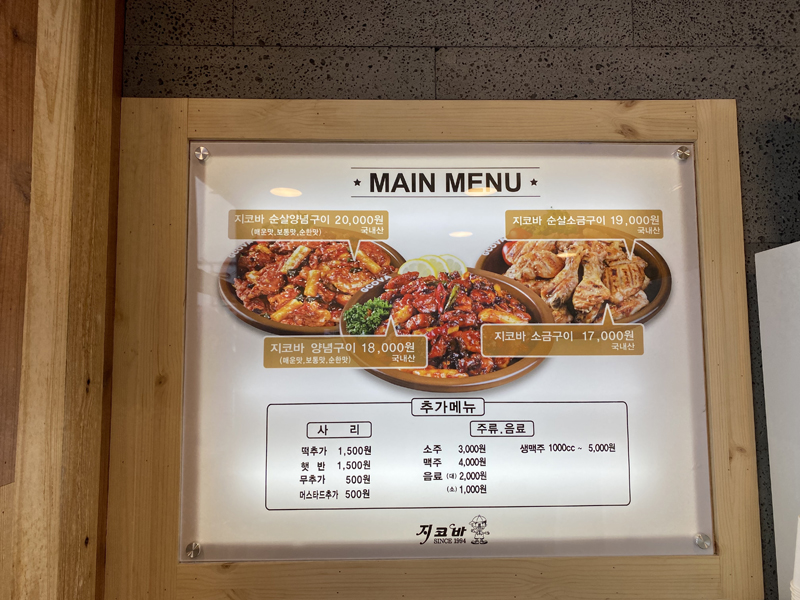 ★ MAIN MENU ★
지코바 순살양념구이 20,000원
(매운맛,보통맛,순한맛) 국내산
지코바 순살소금구이 19,000원
국내산
지코바 양념구이 18,000원
(매운맛,보통맛,순한맛) 국내산
지코바 소금구이 17,000원
국내산
추가메뉴
사 리
떡추가 1,500원
햇 반 1,500원
무추가 500원
머스타드추가 500원
주류.음료
소주 3,000원
맥주 4,000원
음료 (대) 2,000원
(소) 1,000원
생맥주 1000cc ~ 5,000원
지코바
SINCE 1994